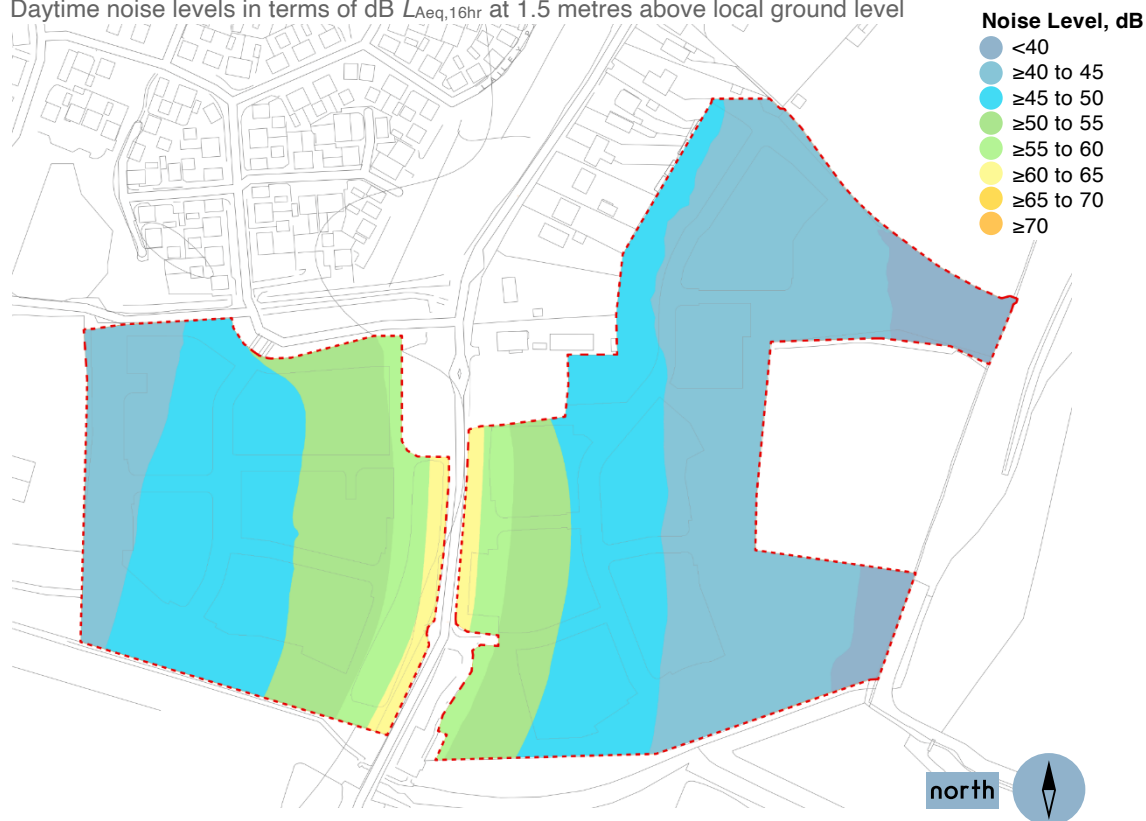 Daytime noise levels in terms of dB LAeq,16hr at 1.5 metres above local ground level
Noise Level, dB
<40
≥40 to 45
≥45 to 50
≥50 to 55
≥55 to 60
≥60 to 65
≥65 to 70
≥70
north